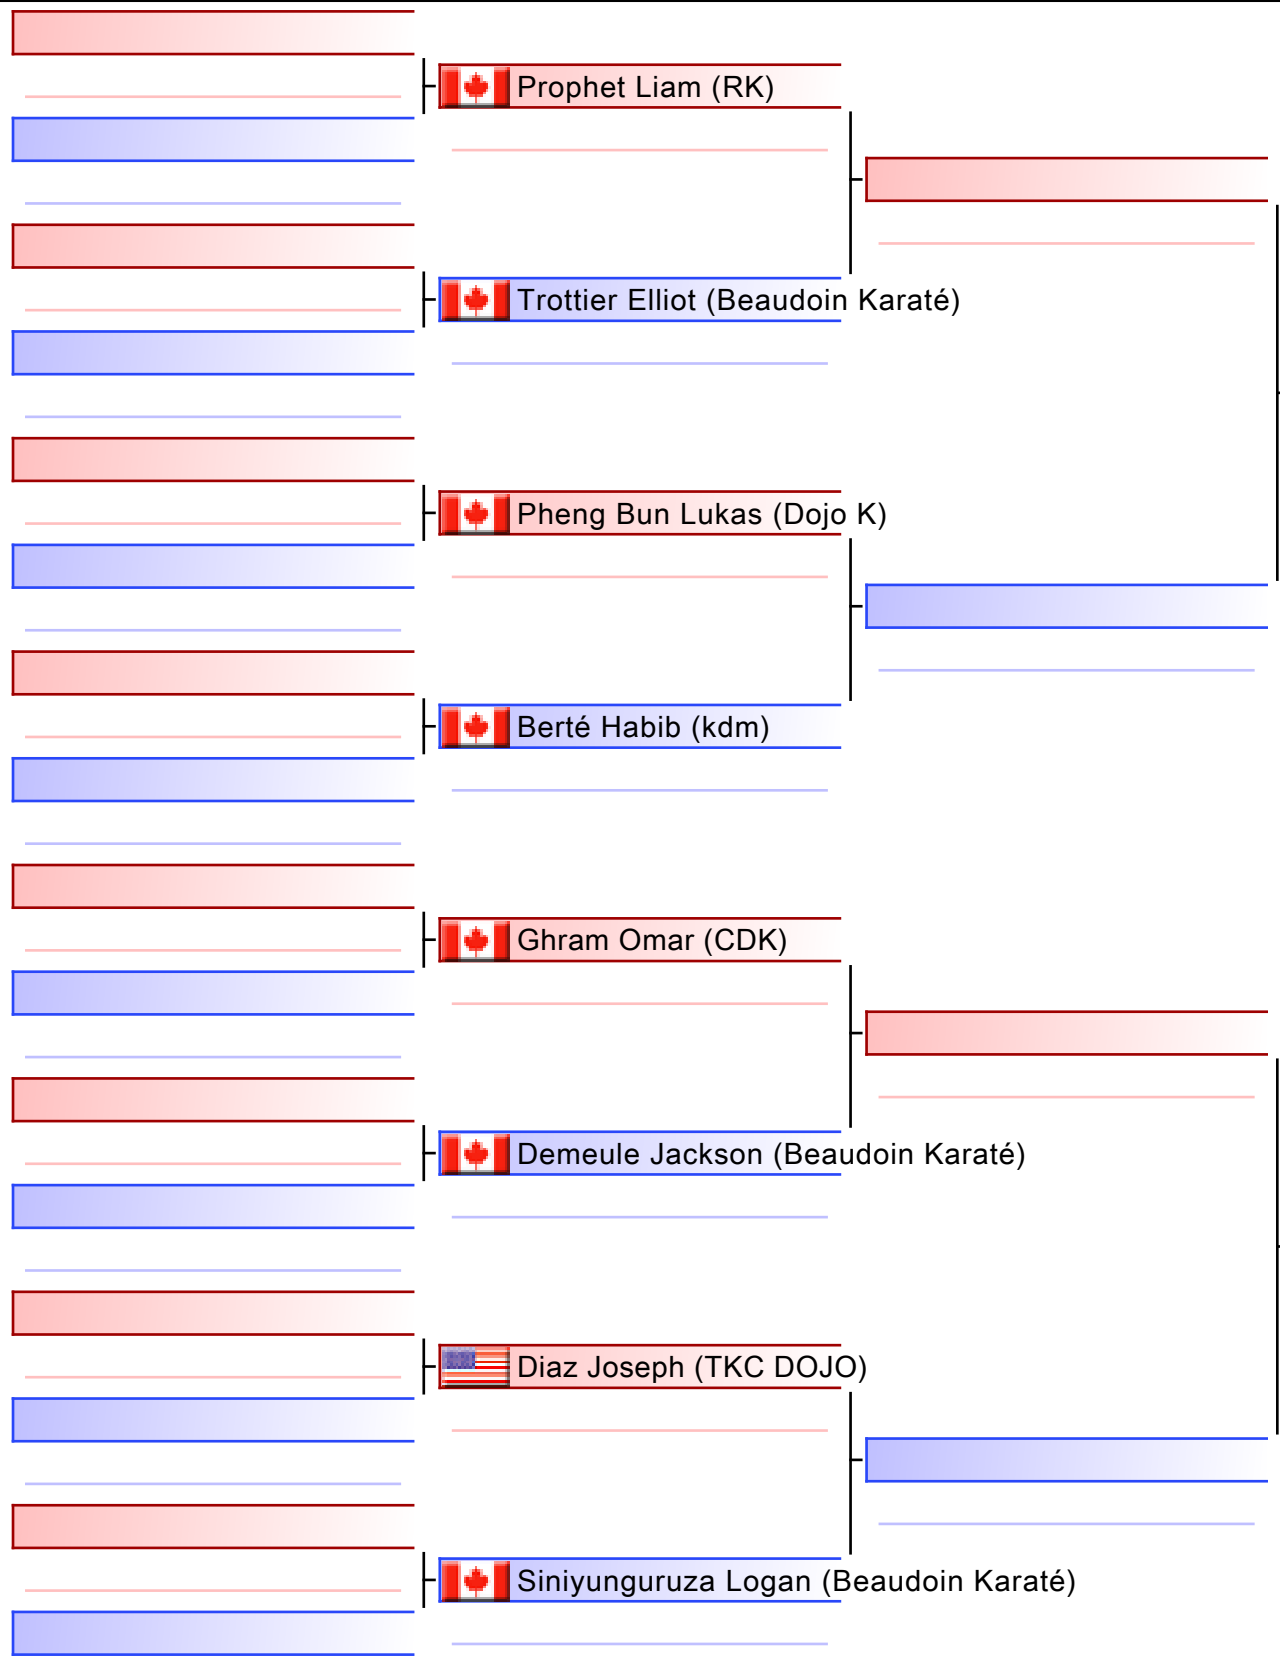 Prophet Liam (RK)
Trottier Elliot (Beaudoin Karaté)
Pheng Bun Lukas (Dojo K)
Berté Habib (kdm)
Ghram Omar (CDK)
Demeule Jackson (Beaudoin Karaté)
Diaz Joseph (TKC DOJO)
Siniyunguruza Logan (Beaudoin Karaté)